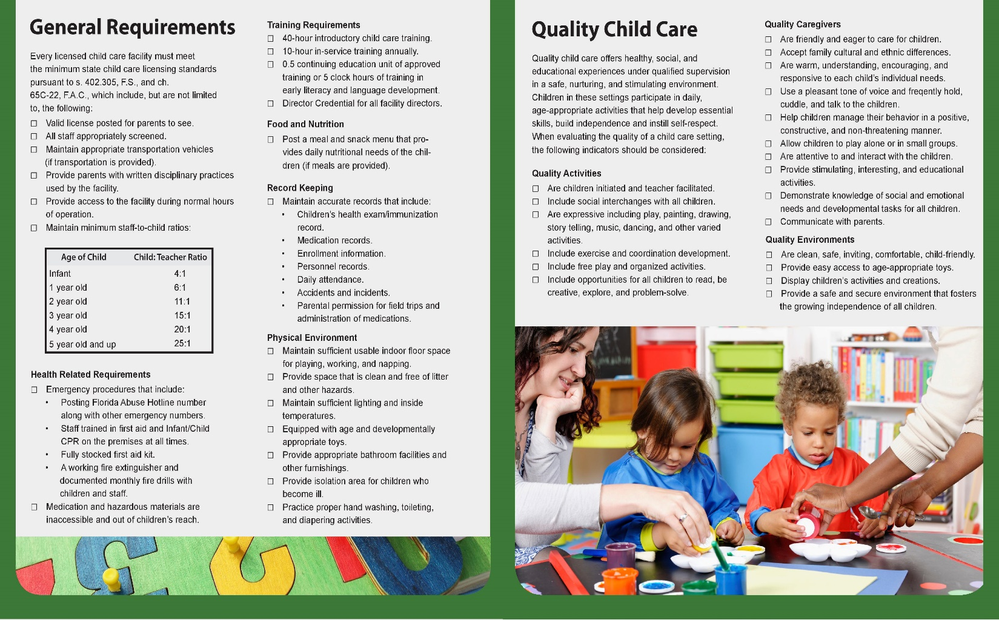 General Requirements
Every licensed child care facility must meet
the minimum state child care licensing standards
pursuant to s. 402.305, F.S., and ch.
65C-22, F.A.C., which include, but are not limited
to, the following:
☐ Valid license posted for parents to see.
☐ All staff appropriately screened.
☐ Maintain appropriate transportation vehicles
(if transportation is provided).
☐ Provide parents with written disciplinary practices
used by the facility.
☐ Provide access to the facility during normal hours
of operation.
☐ Maintain minimum staff-to-child ratios:
Age of Child Child: Teacher Ratio
Infant 4:1
1 year old 6:1
2 year old 11:1
3 year old 15:1
4 year old 20:1
5 year old and up 25:1
Health Related Requirements
☐ Emergency procedures that include:
• Posting Florida Abuse Hotline number
along with other emergency numbers.
• Staff trained in first aid and Infant/Child
CPR on the premises at all times.
• Fully stocked first aid kit.
• A working fire extinguisher and
documented monthly fire drills with
children and staff.
☐ Medication and hazardous materials are
inaccessible and out of children's reach.
Training Requirements
☐ 40-hour introductory child care training.
☐ 10-hour in-service training annually.
☐ 0.5 continuing education unit of approved
training or 5 clock hours of training in
early literacy and language development.
☐ Director Credential for all facility directors.
Food and Nutrition
☐ Post a meal and snack menu that pro-
vides daily nutritional needs of the chil-
dren (if meals are provided).
Record Keeping
☐ Maintain accurate records that include:
• Children's health exam/immunization
record.
• Medication records.
• Enrollment information.
• Personnel records.
• Daily attendance.
• Accidents and incidents.
• Parental permission for field trips and
administration of medications.
Physical Environment
☐ Maintain sufficient usable indoor floor space
for playing, working, and napping.
☐ Provide space that is clean and free of litter
and other hazards.
☐ Maintain sufficient lighting and inside
temperatures.
☐ Equipped with age and developmentally
appropriate toys.
☐ Provide appropriate bathroom facilities and
other furnishings.
☐ Provide isolation area for children who
become ill.
☐ Practice proper hand washing, toileting,
and diapering activities.
Quality Child Care
Quality child care offers healthy, social, and
educational experiences under qualified supervision
in a safe, nurturing, and stimulating environment.
Children in these settings participate in daily,
age-appropriate activities that help develop essential
skills, build independence and instill self-respect.
When evaluating the quality of a child care setting,
the following indicators should be considered:
Quality Activities
☐ Are children initiated and teacher facilitated.
☐ Include social interchanges with all children.
☐ Are expressive including play, painting, drawing,
story telling, music, dancing, and other varied
activities.
☐ Include exercise and coordination development.
☐ Include free play and organized activities.
☐ Include opportunities for all children to read, be
creative, explore, and problem-solve.
Quality Caregivers
☐ Are friendly and eager to care for children.
☐ Accept family cultural and ethnic differences.
☐ Are warm, understanding, encouraging, and
responsive to each child's individual needs.
☐ Use a pleasant tone of voice and freqently hold,
cuddle, and talk to the children.
☐ Help children manage their behavior in a positive,
constructive, and non-threatening manner.
☐ Allow children to play alone or in small groups.
☐ Are attentive to and interact with the children.
☐ Provide stimulating, interesting, and educational
activities.
☐ Demonstrate knowledge of social and emotional
needs and developmental tasks for all children.
☐ Communicate with parents.
Quality Environments
☐ Are clean, safe, inviting, comfortable, child-friendly.
☐ Provide easy access to age-appropriate toys.
☐ Display children's activities and creations.
☐ Provide a safe and secure environment that fosters
the growing independence of all children.